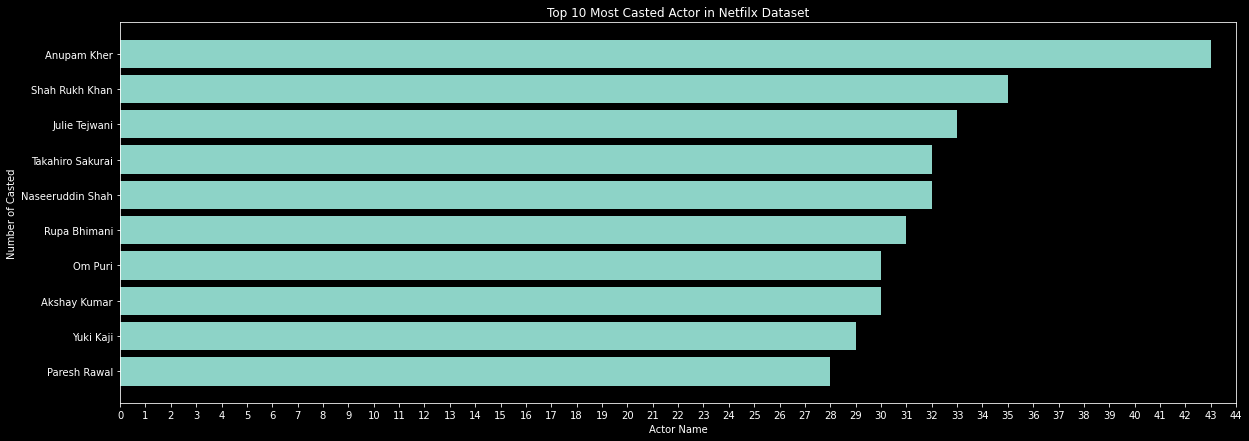 Top 10 Most Casted Actor in Netfilx Dataset
Number of Casted
Anupam Kher
Shah Rukh Khan
Julie Tejwani
Takahiro Sakurai
Naseeruddin Shah
Rupa Bhimani
Om Puri
Akshay Kumar
Yuki Kaji
Paresh Rawal
0 1 2 3 4 5 6 7 8 9 10 11 12 13 14 15 16 17 18 19 20 21 22 23 24 25 26 27 28 29 30 31 32 33 34 35 36 37 38 39 40 41 42 43 44
Actor Name